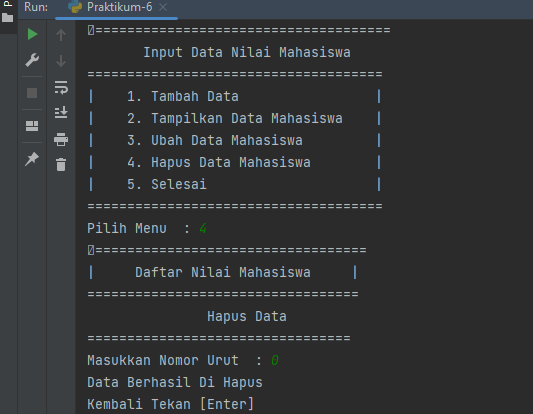 Run: Praktikum-6
=====================================
Input Data Nilai Mahasiswa
=====================================
| 1. Tambah Data |
| 2. Tampilkan Data Mahasiswa |
| 3. Ubah Data Mahasiswa |
| 4. Hapus Data Mahasiswa |
| 5. Selesai |
=====================================
Pilih Menu : 4
==================================
| Daftar Nilai Mahasiswa |
==================================
Hapus Data
=================================
Masukkan Nomor Urut : 0
Data Berhasil Di Hapus
Kembali Tekan [Enter]